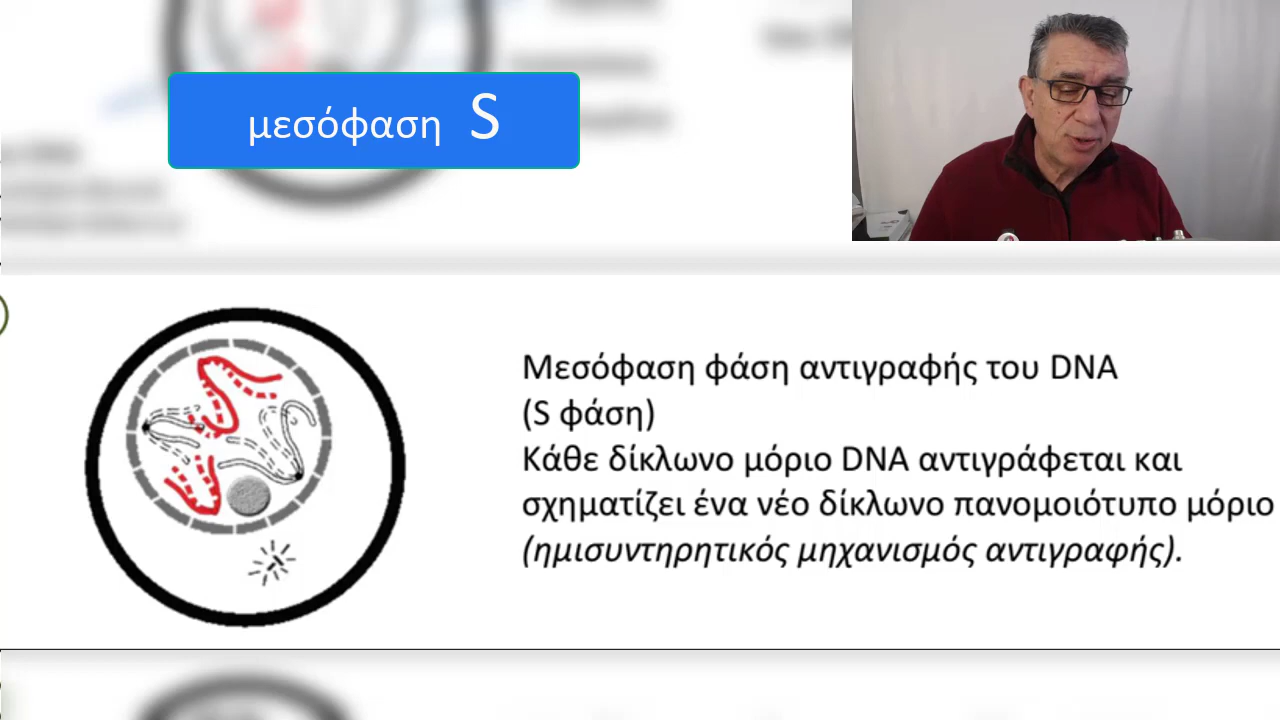 μεσόφαση S
Μεσόφαση φάση αντιγραφής του DNA
(S φάση)
Κάθε δίκλωνο μόριο DNA αντιγράφεται και
σχηματίζει ένα νέο δίκλωνο πανομοιότυπο μόριο
(ημισυντηρητικός μηχανισμός αντιγραφής).